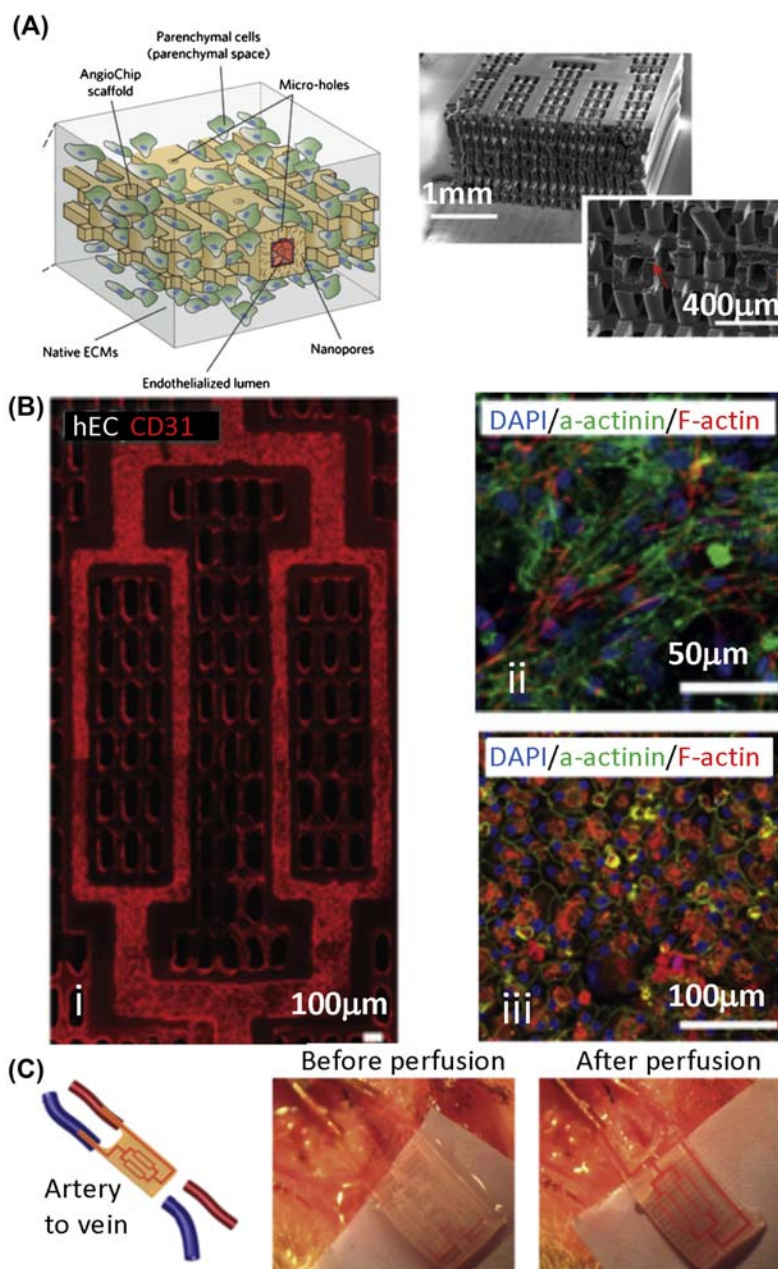 (A)
Parenchymal cells
(parenchymal space)
AngioChip
scaffold
Micro-holes
Native ECMs
Nanopores
Endothelialized lumen
1mm
400μm
(B)
hEC CD31
i
100μm
DAPI/a-actinin/F-actin
ii
50μm
DAPI/a-actinin/F-actin
iii
100μm
(C)
Artery
to vein
Before perfusion
After perfusion